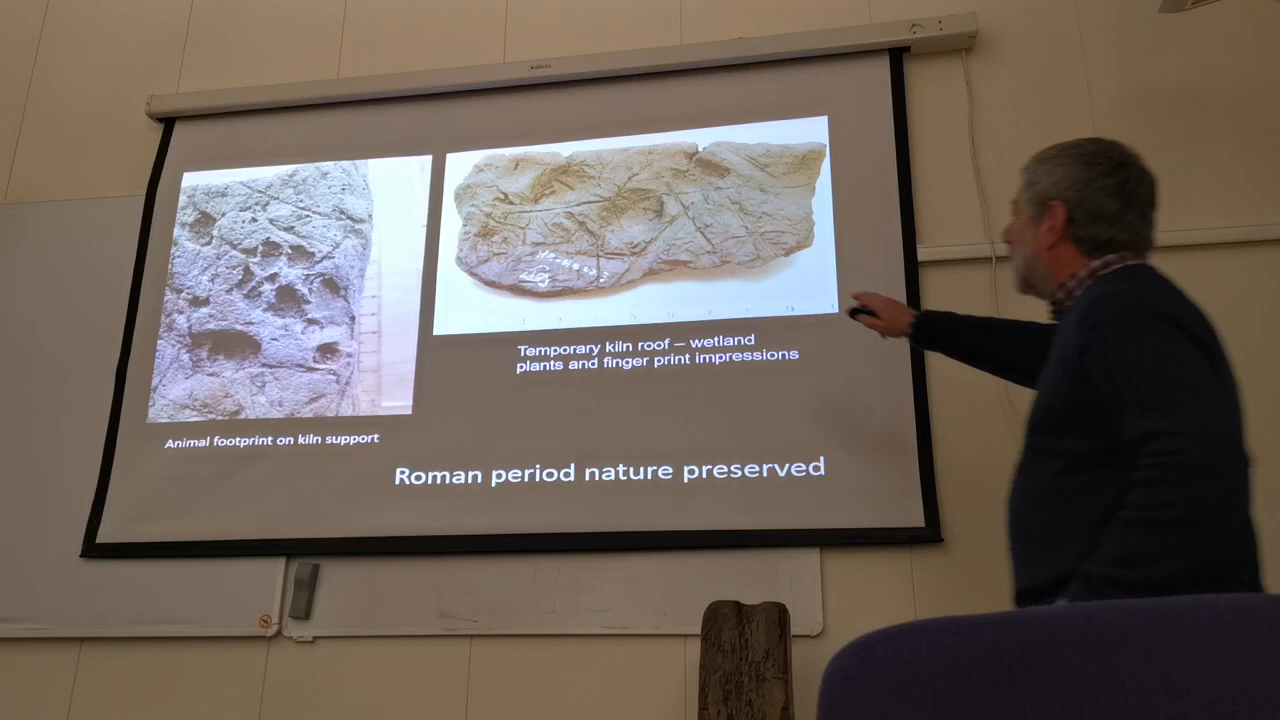 Temporary kiln roof – wetland
plants and finger print impressions
Animal footprint on kiln support
Roman period nature preserved